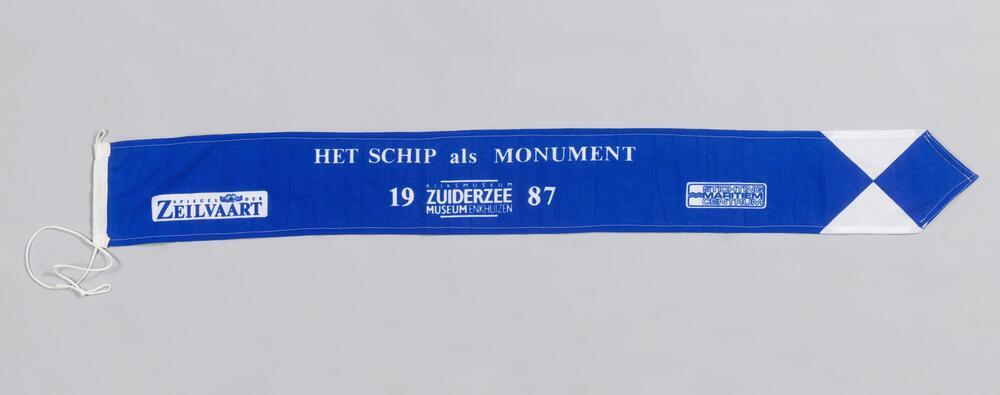 HET SCHIP als MONUMENT
SPIEGEL DER
ZEILVAART
19
RIJKSMUSEUM
ZUIDERZEE
MUSEUM ENKHUIZEN
87
STICHTING
MARITIEM
CENTRUM